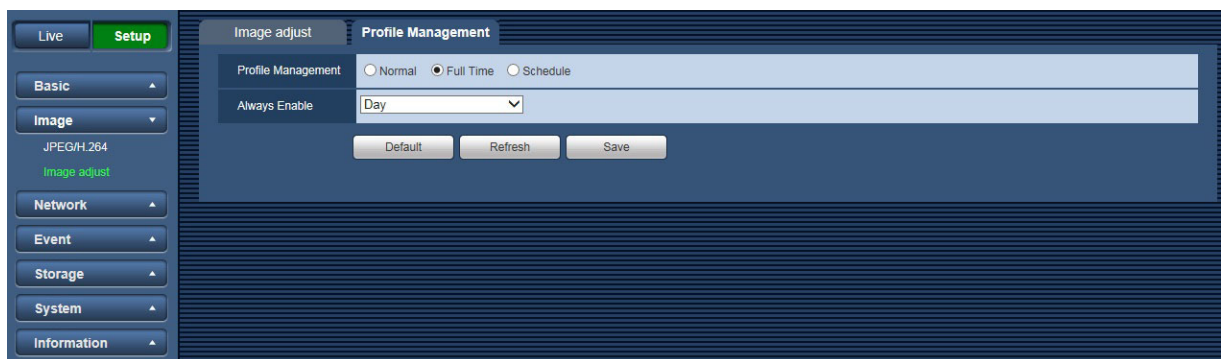 Live Setup
Basic
Image
JPEG/H.264
Image adjust
Network
Event
Storage
System
Information
Image adjust Profile Management
Profile Management Normal Full Time Schedule
Always Enable Day
Default Refresh Save